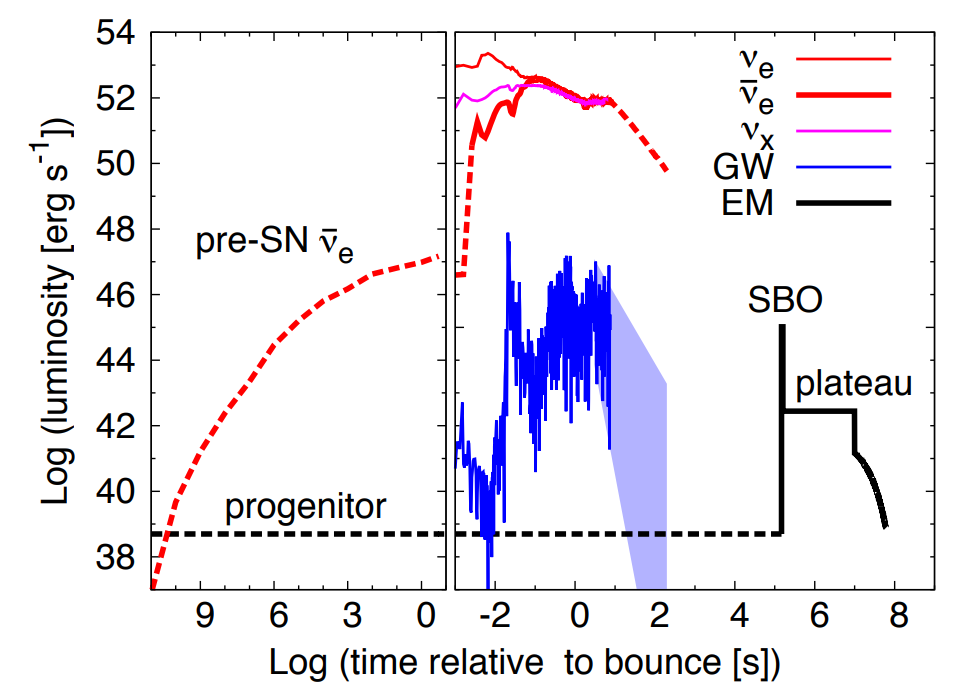 54
52
50
48
46
44
42
40
38
Log (luminosity [erg s⁻¹])
pre-SN ν̄ₑ
progenitor
νₑ
ν̄ₑ
νₓ
GW
EM
SBO
plateau
9 6 3 0 -2 0 2 4 6 8
Log (time relative to bounce [s])